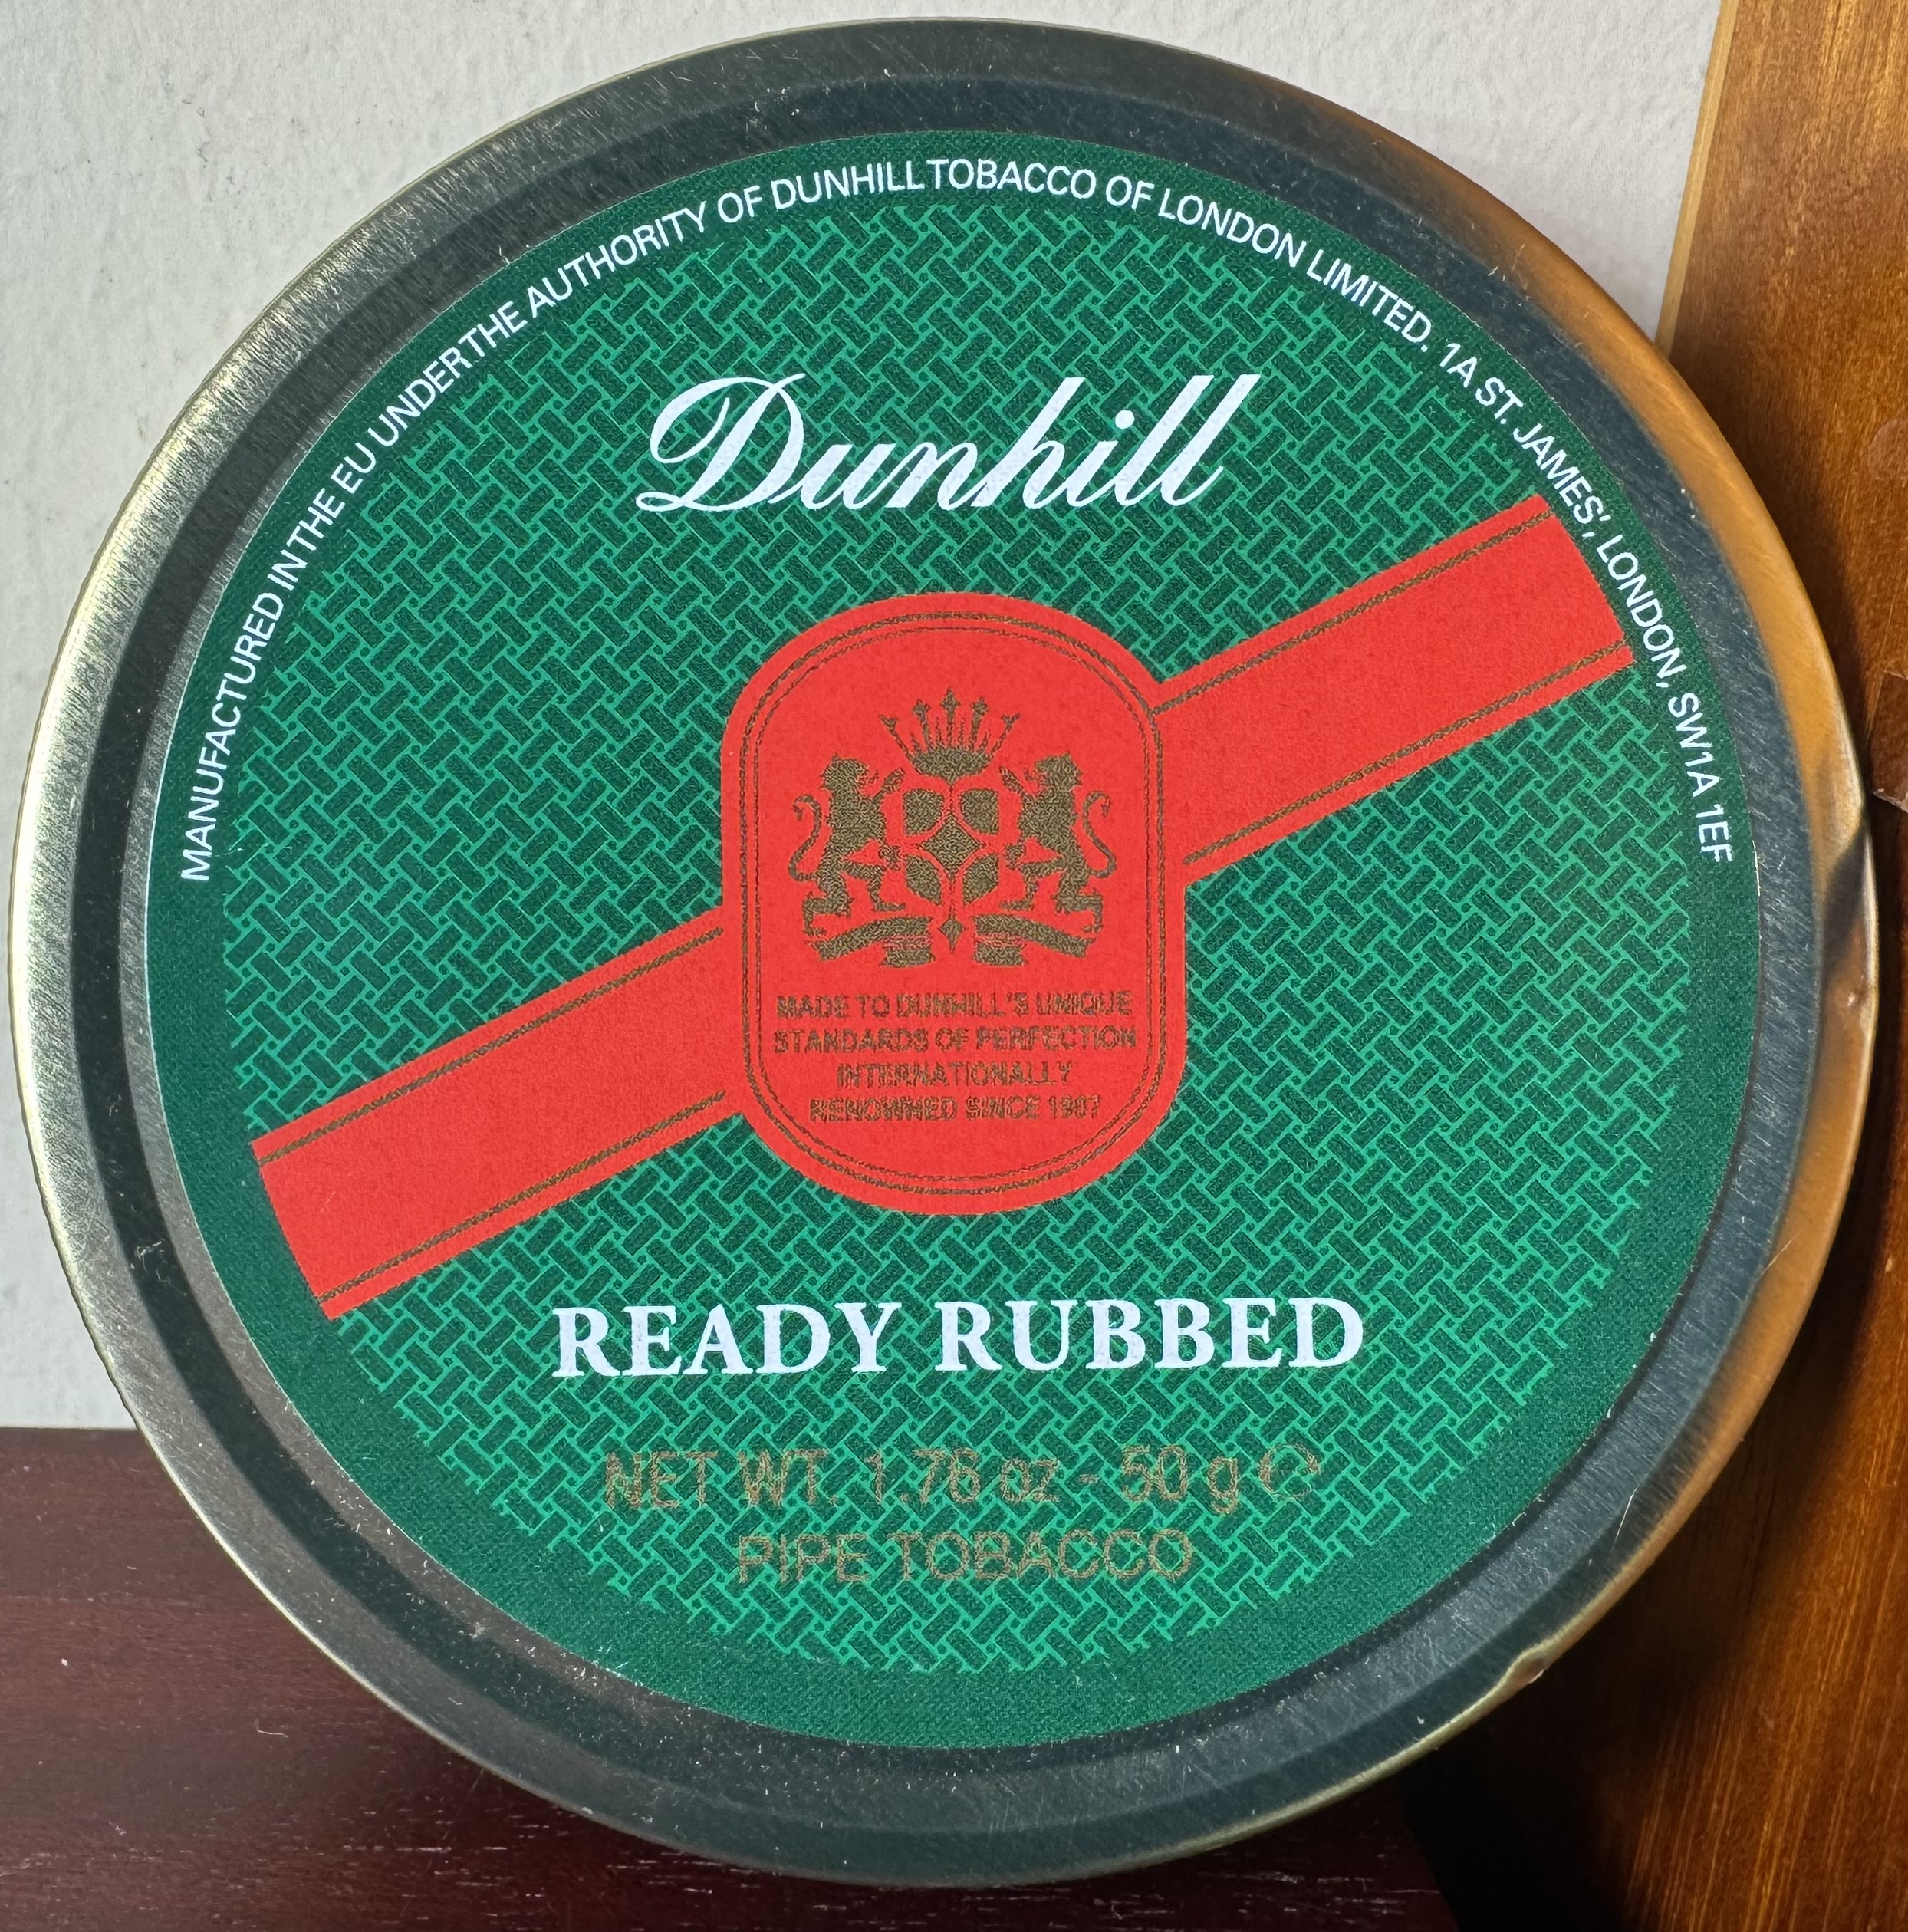 MANUFACTURED IN THE EU UNDER THE AUTHORITY OF DUNHILL TOBACCO OF LONDON LIMITED. 1A ST. JAMES', LONDON, SW1A 1EF
Dunhill
MADE TO DUNHILL'S UNIQUE
STANDARDS OF PERFECTION
INTERNATIONALLY
RENOWNED SINCE 1907
READY RUBBED
NET WT. 1.76 oz - 50 g ℮
PIPE TOBACCO